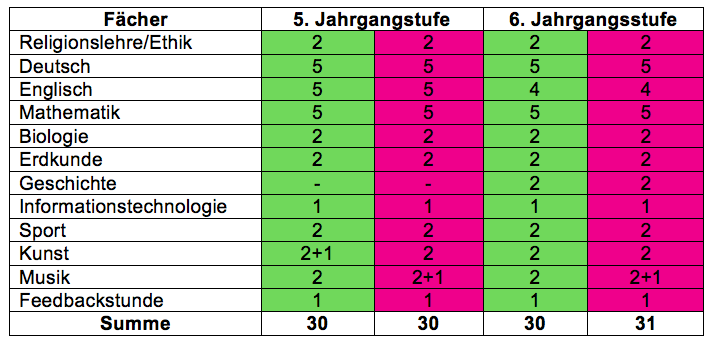 Fächer 5. Jahrgangstufe 6. Jahrgangsstufe
Religionslehre/Ethik 2 2 2 2
Deutsch 5 5 5 5
Englisch 5 5 4 4
Mathematik 5 5 5 5
Biologie 2 2 2 2
Erdkunde 2 2 2 2
Geschichte - - 2 2
Informationstechnologie 1 1 1 1
Sport 2 2 2 2
Kunst 2+1 2 2 2
Musik 2 2+1 2 2+1
Feedbackstunde 1 1 1 1
Summe 30 30 30 31